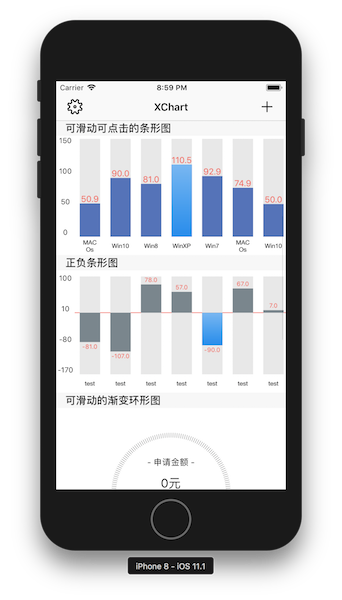 Carrier 8:59 PM
XChart
可滑动可点击的条形图
150
100
50
0
50.9 90.0 81.0 110.5 92.9 74.9 50.0
MAC Os Win10 Win8 WinXP Win7 MAC Os Win10
正负条形图
100
10
-80
-170
-81.0 -107.0 78.0 57.0 -90.0 67.0 7.0
test test test test test test test
可滑动的渐变环形图
- 申请金额 -
0元
iPhone 8 - iOS 11.1